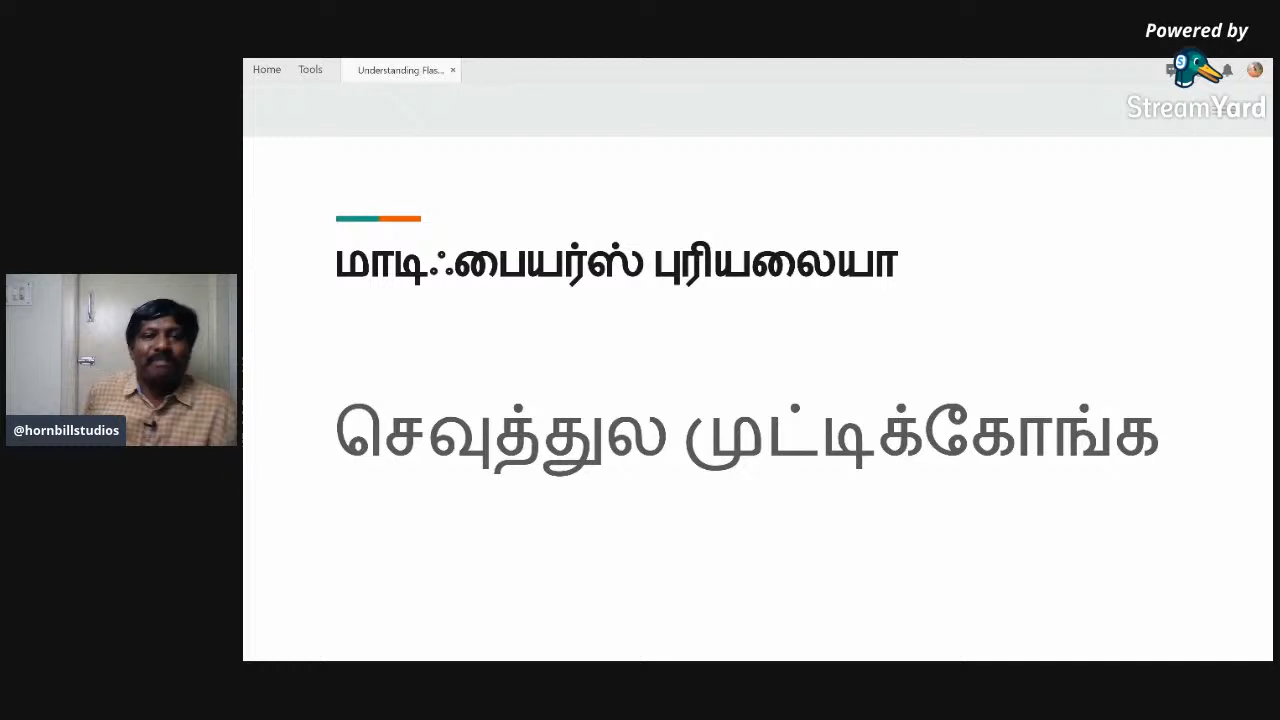 Powered by
StreamYard
Home Tools Understanding Flas... ×
மாடிஃபையர்ஸ் புரியலையா
செவுத்துல முட்டிக்கோங்க
@hornbillstudios